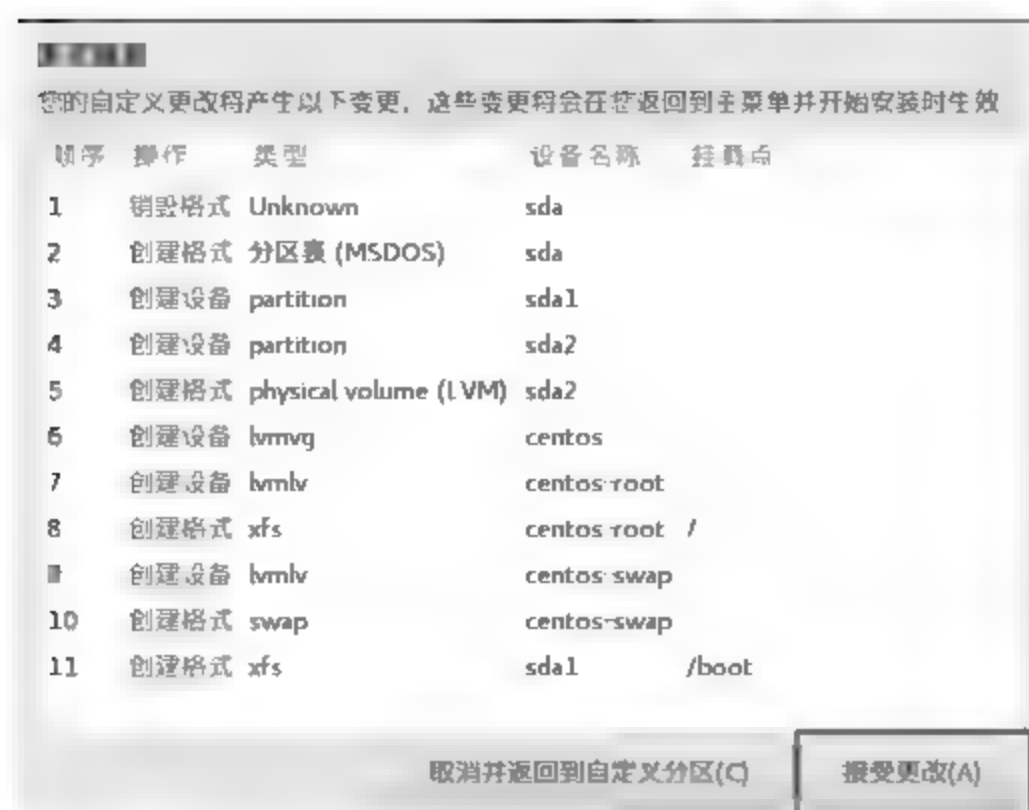 您的自定义更改将产生以下变更，这些变更将会在您返回到主菜单并开始安装时生效
顺序 操作 类型 设备名称 挂载点
1 销毁格式 Unknown sda
2 创建格式 分区表 (MSDOS) sda
3 创建设备 partition sda1
4 创建设备 partition sda2
5 创建格式 physical volume (LVM) sda2
6 创建设备 lvmvg centos
7 创建设备 lvmlv centos-root
8 创建格式 xfs centos-root /
创建设备 lvmlv centos-swap
10 创建格式 swap centos-swap
11 创建格式 xfs sda1 /boot
取消并返回到自定义分区(C) 接受更改(A)